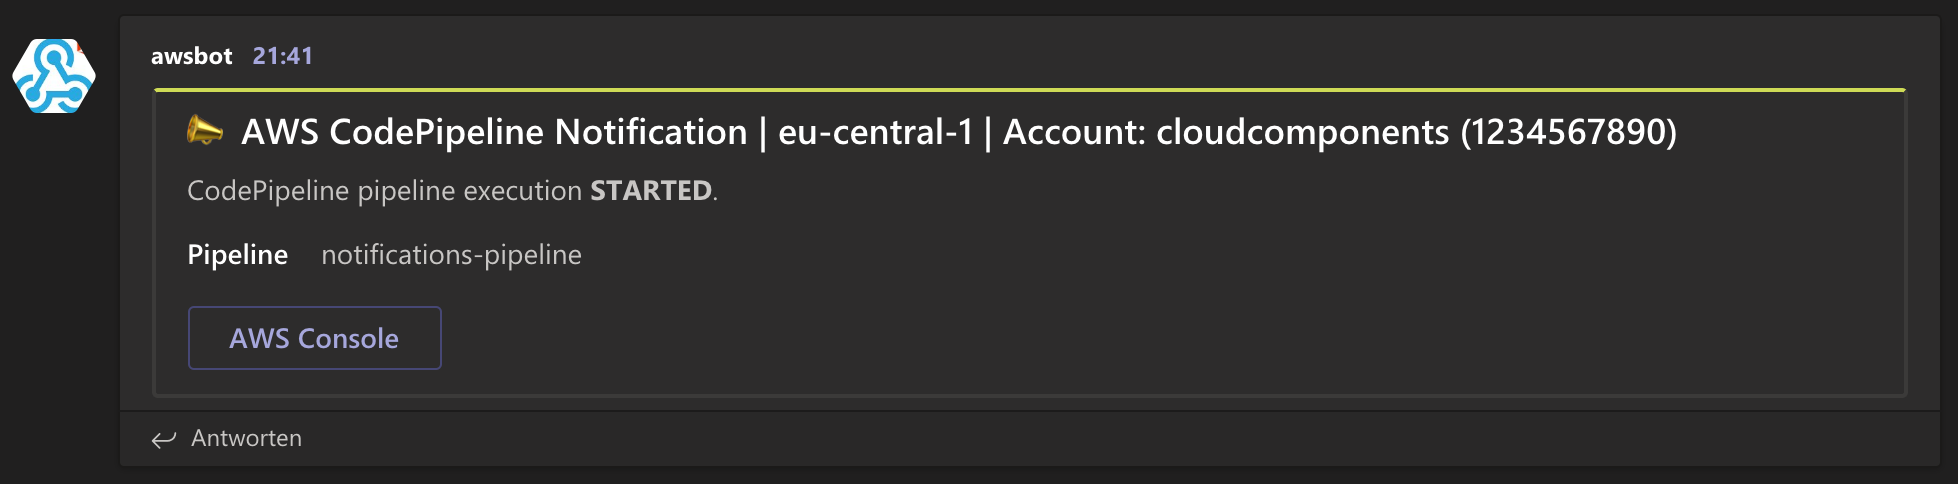 awsbot 21:41
AWS CodePipeline Notification | eu-central-1 | Account: cloudcomponents (1234567890)
CodePipeline pipeline execution STARTED.
Pipeline notifications-pipeline
AWS Console
Antworten